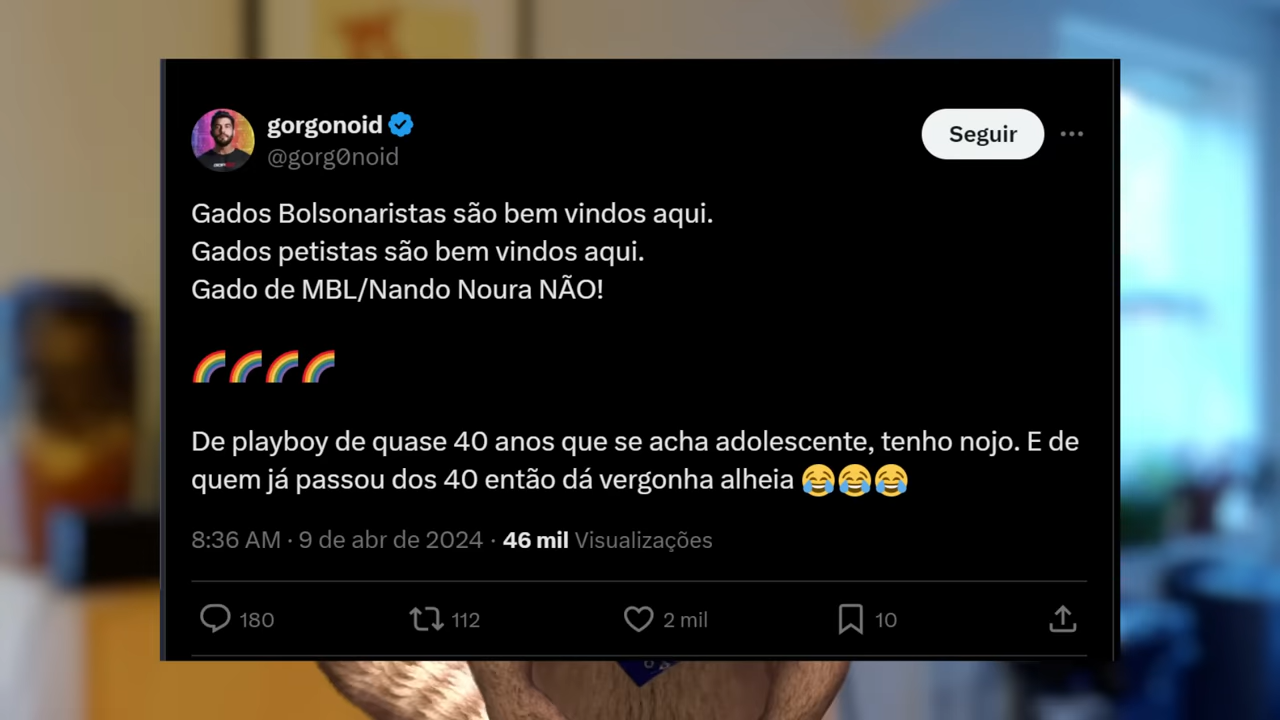 gorgonoid
@gorg0noid
Seguir
Gados Bolsonaristas são bem vindos aqui.
Gados petistas são bem vindos aqui.
Gado de MBL/Nando Noura NÃO!
🌈🌈🌈🌈
De playboy de quase 40 anos que se acha adolescente, tenho nojo. E de
quem já passou dos 40 então dá vergonha alheia 😂😂😂
8:36 AM · 9 de abr de 2024 · 46 mil Visualizações
180 112 2 mil 10